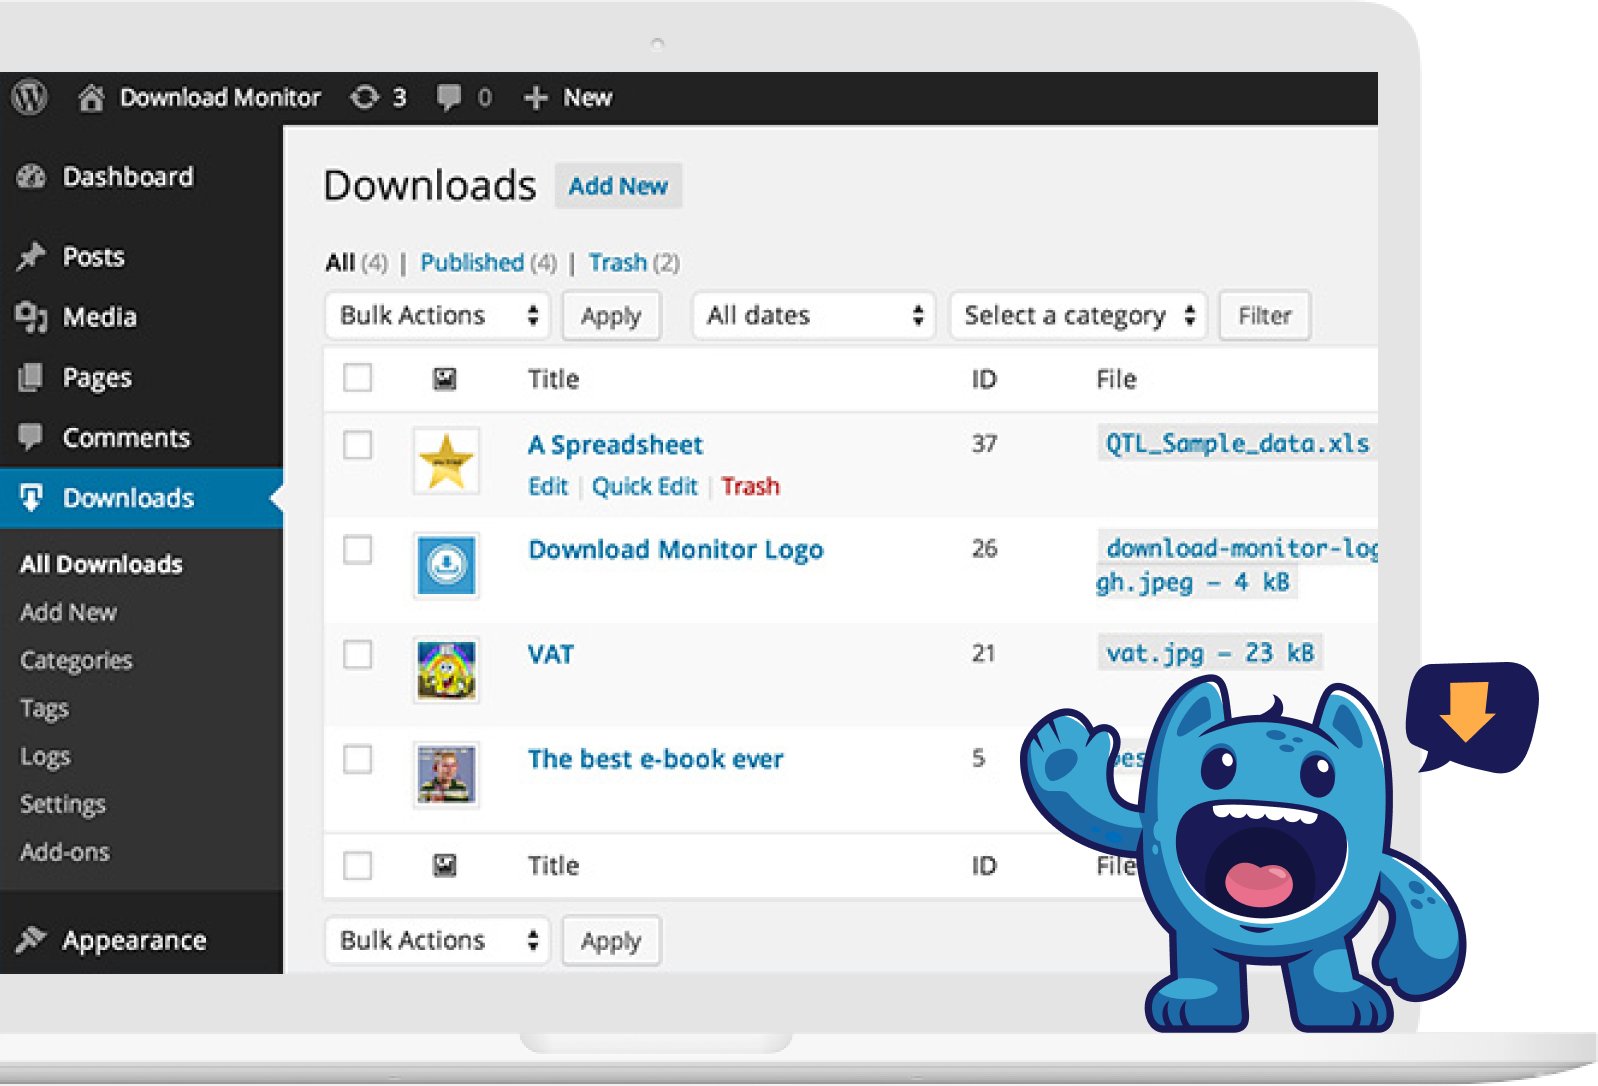 Download Monitor 3 0 New
Dashboard
Posts
Media
Pages
Comments
Downloads
All Downloads
Add New
Categories
Tags
Logs
Settings
Add-ons
Appearance
Downloads Add New
All (4) | Published (4) | Trash (2)
Bulk Actions Apply All dates Select a category Filter
Title ID File
A Spreadsheet 37 QTL_Sample_data.xls
Edit | Quick Edit | Trash
Download Monitor Logo 26 download-monitor-log
gh.jpeg – 4 kB
VAT 21 vat.jpg – 23 kB
The best e-book ever 5
Title ID File
Bulk Actions Apply